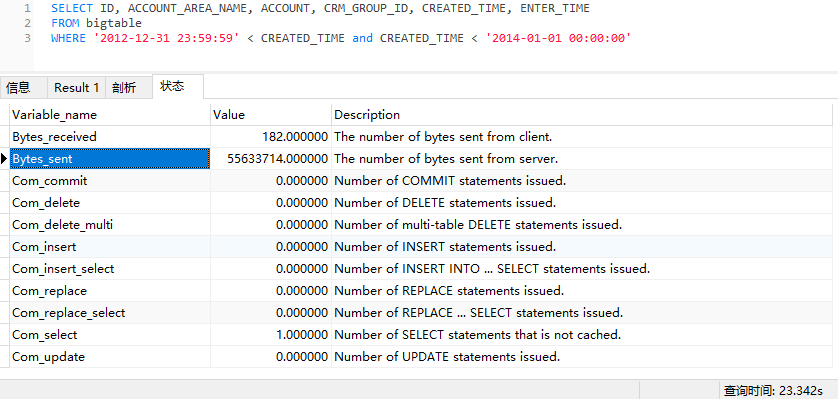 1 SELECT ID, ACCOUNT_AREA_NAME, ACCOUNT, CRM_GROUP_ID, CREATED_TIME, ENTER_TIME
2 FROM bigtable
3 WHERE '2012-12-31 23:59:59' < CREATED_TIME and CREATED_TIME < '2014-01-01 00:00:00'
信息 Result 1 剖析 状态
Variable_name Value Description
Bytes_received 182.000000 The number of bytes sent from client.
Bytes_sent 55633714.000000 The number of bytes sent from server.
Com_commit 0.000000 Number of COMMIT statements issued.
Com_delete 0.000000 Number of DELETE statements issued.
Com_delete_multi 0.000000 Number of multi-table DELETE statements issued.
Com_insert 0.000000 Number of INSERT statements issued.
Com_insert_select 0.000000 Number of INSERT INTO ... SELECT statements issued.
Com_replace 0.000000 Number of REPLACE statements issued.
Com_replace_select 0.000000 Number of REPLACE ... SELECT statements issued.
Com_select 1.000000 Number of SELECT statements that is not cached.
Com_update 0.000000 Number of UPDATE statements issued.
查询时间: 23.342s